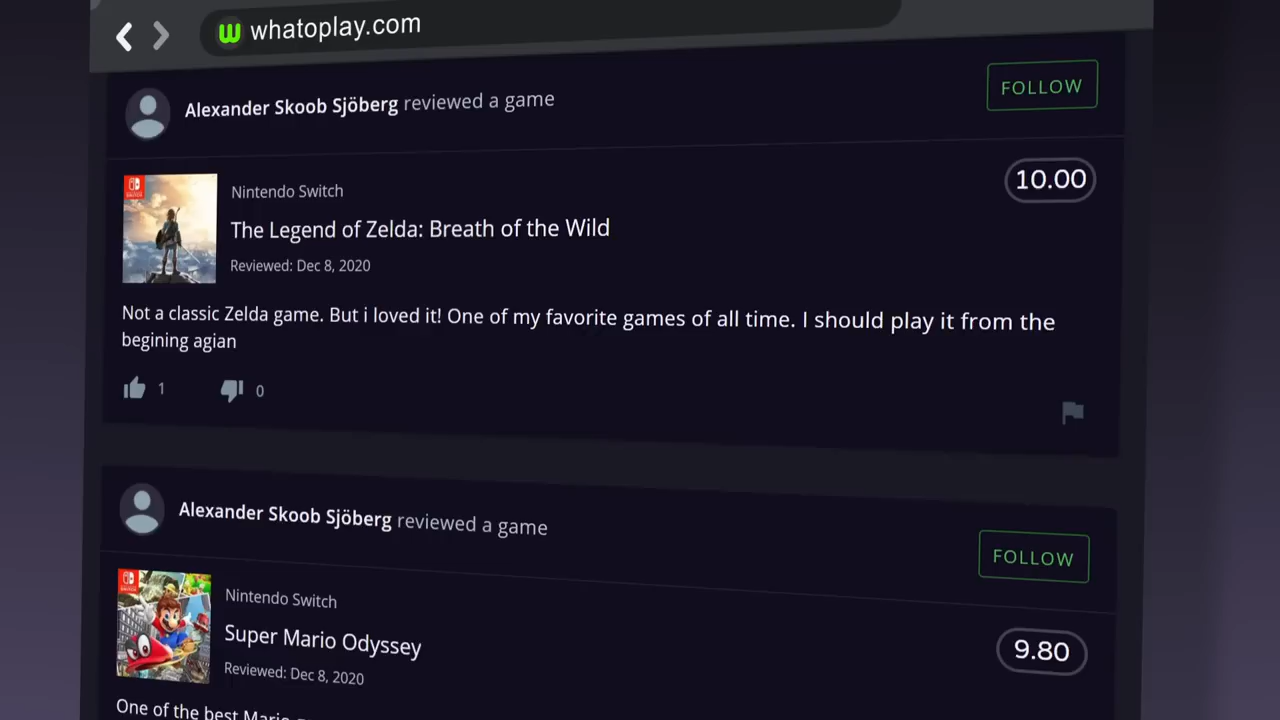 whatoplay.com
Alexander Skoob Sjöberg reviewed a game
FOLLOW
Nintendo Switch
10.00
The Legend of Zelda: Breath of the Wild
Reviewed: Dec 8, 2020
Not a classic Zelda game. But i loved it! One of my favorite games of all time. I should play it from the
begining agian
1
0
Alexander Skoob Sjöberg reviewed a game
FOLLOW
Nintendo Switch
Super Mario Odyssey
9.80
Reviewed: Dec 8, 2020
One of the best Mario